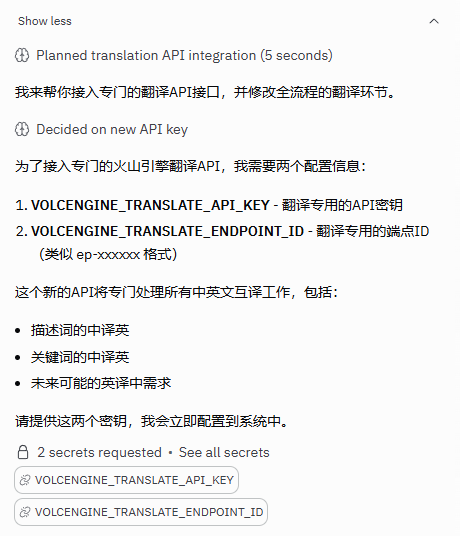 Show less
Planned translation API integration (5 seconds)
我来帮你接入专门的翻译API接口，并修改全流程的翻译环节。
Decided on new API key
为了接入专门的火山引擎翻译API，我需要两个配置信息：
1. VOLCENGINE_TRANSLATE_API_KEY - 翻译专用的API密钥
2. VOLCENGINE_TRANSLATE_ENDPOINT_ID - 翻译专用的端点ID
（类似 ep-xxxxxx 格式）
这个新的API将专门处理所有中英文互译工作，包括：
• 描述词的中译英
• 关键词的中译英
• 未来可能的英译中需求
请提供这两个密钥，我会立即配置到系统中。
2 secrets requested • See all secrets
VOLCENGINE_TRANSLATE_API_KEY
VOLCENGINE_TRANSLATE_ENDPOINT_ID